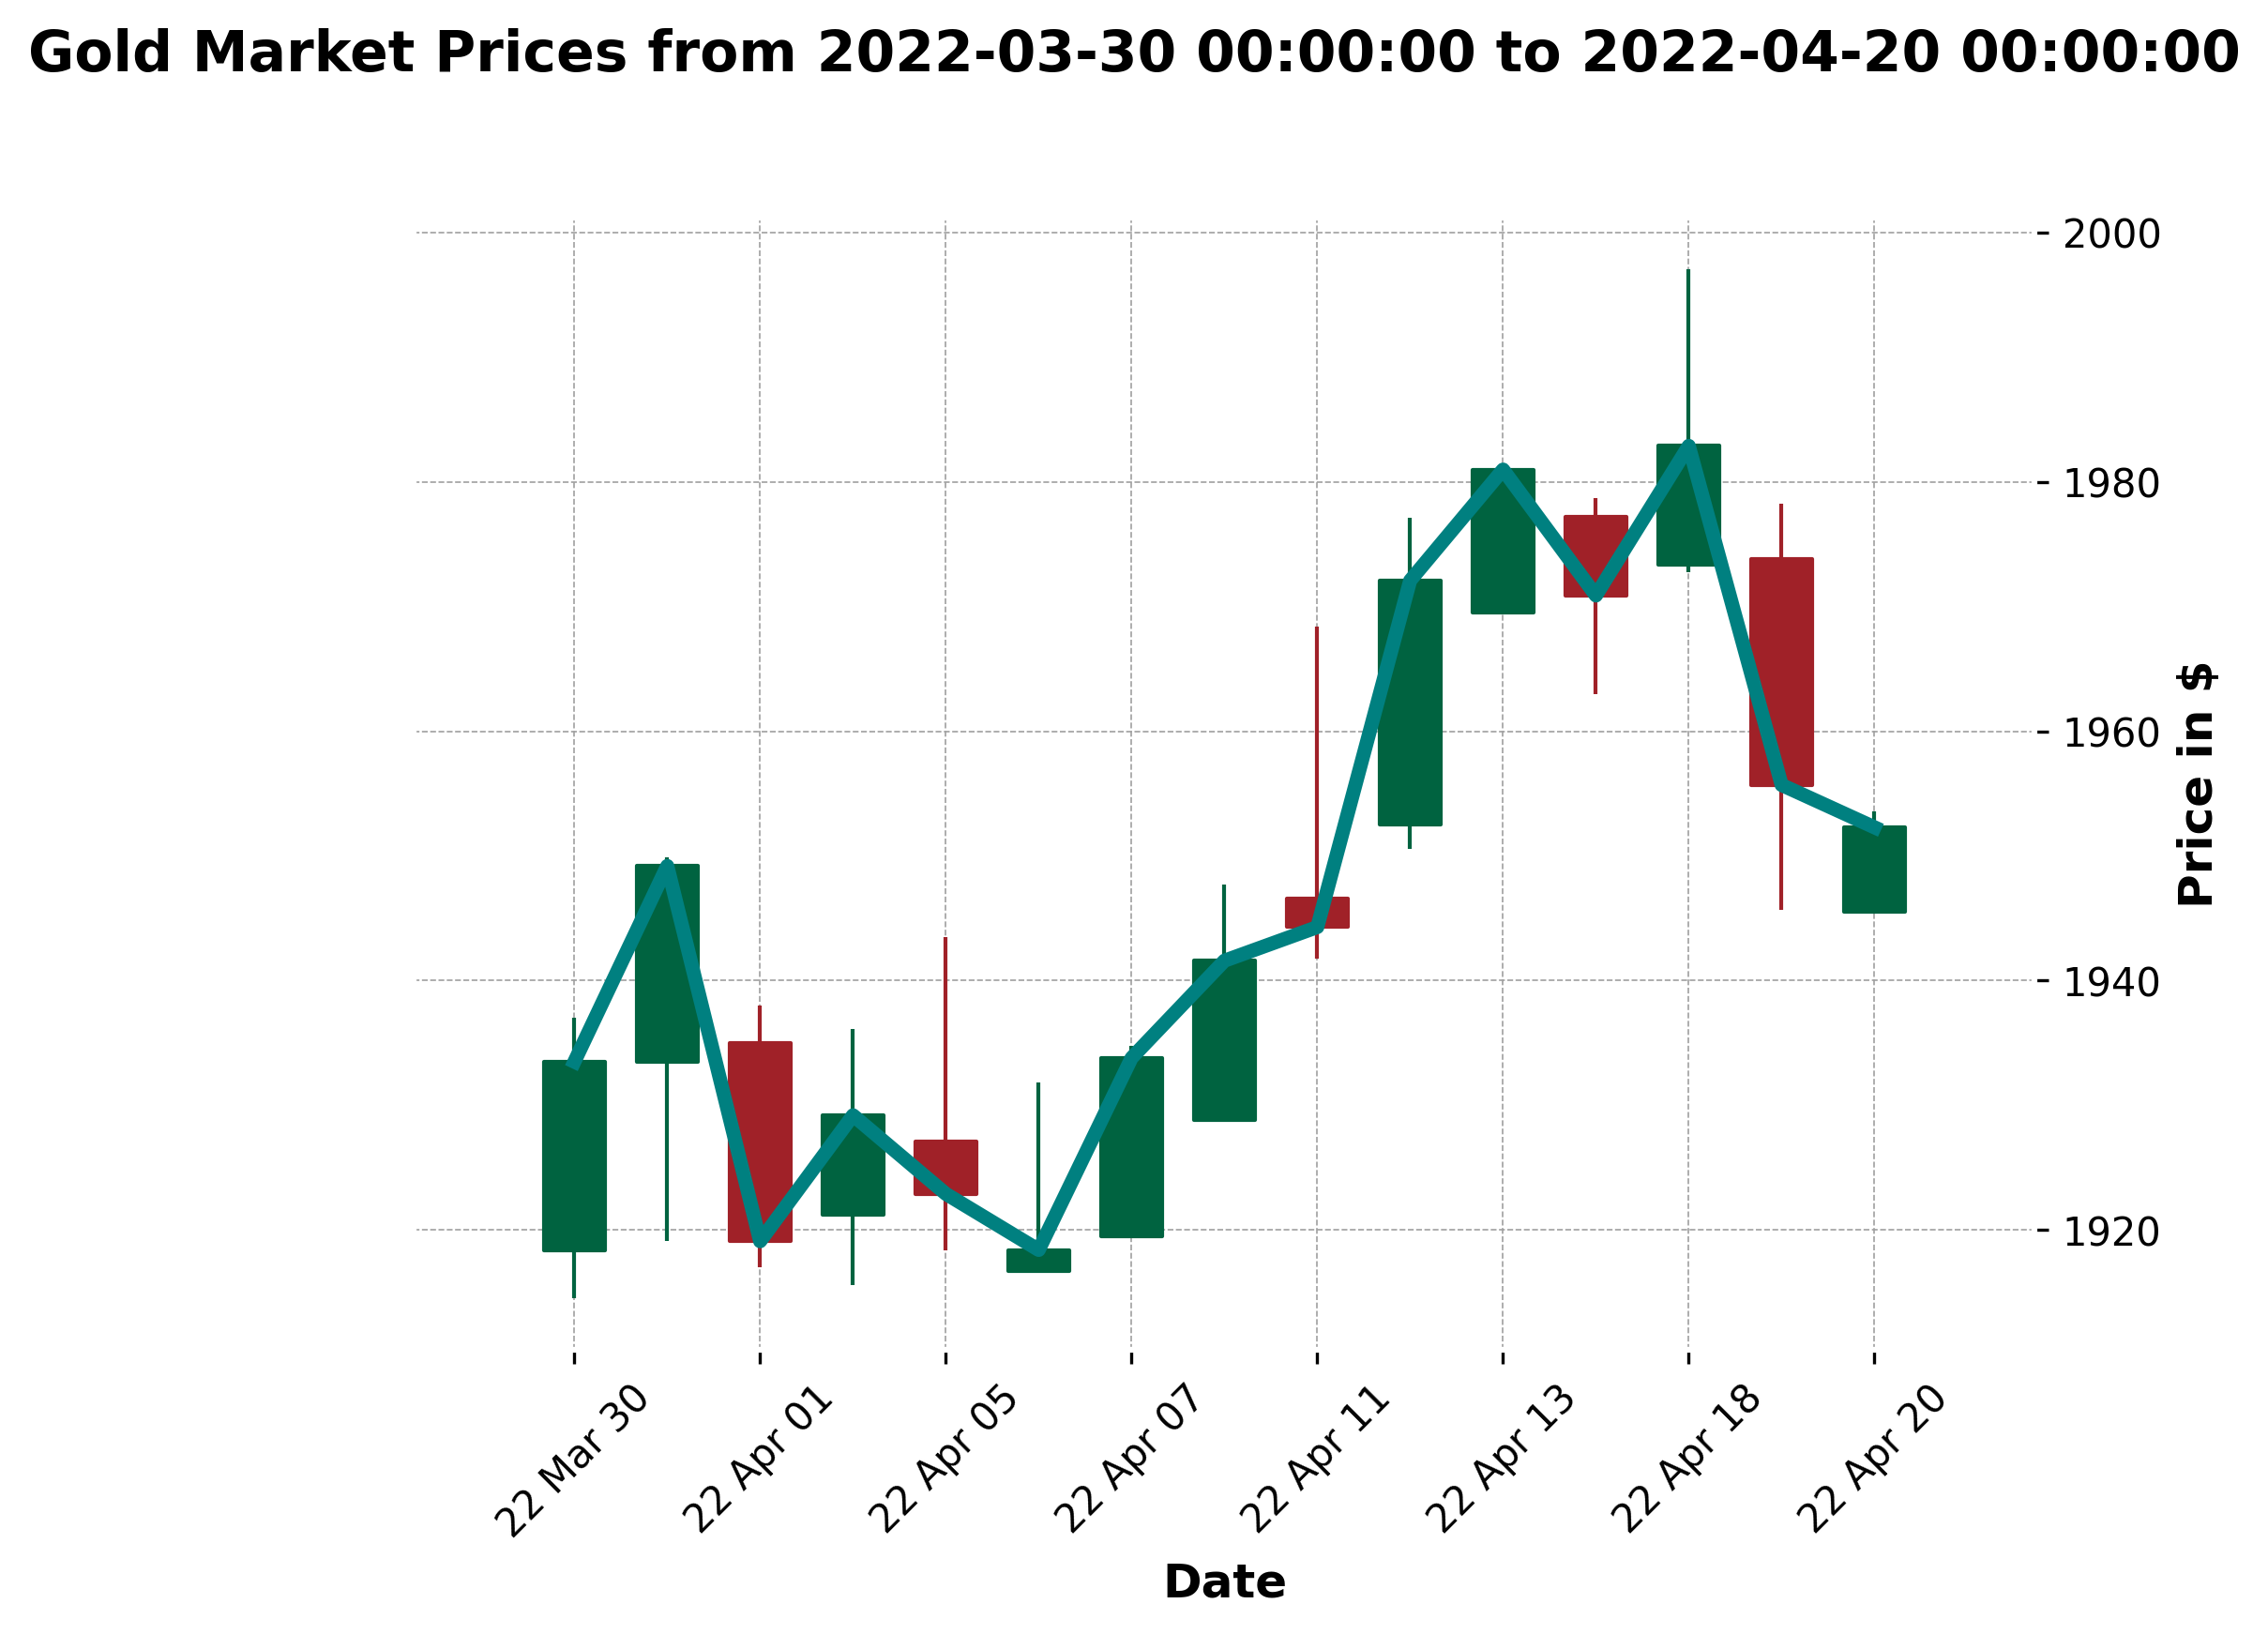 Gold Market Prices from 2022-03-30 00:00:00 to 2022-04-20 00:00:00
2000
1980
1960
1940
1920
Price in $
22 Mar 30
22 Apr 01
22 Apr 05
22 Apr 07
22 Apr 11
22 Apr 13
22 Apr 18
22 Apr 20
Date